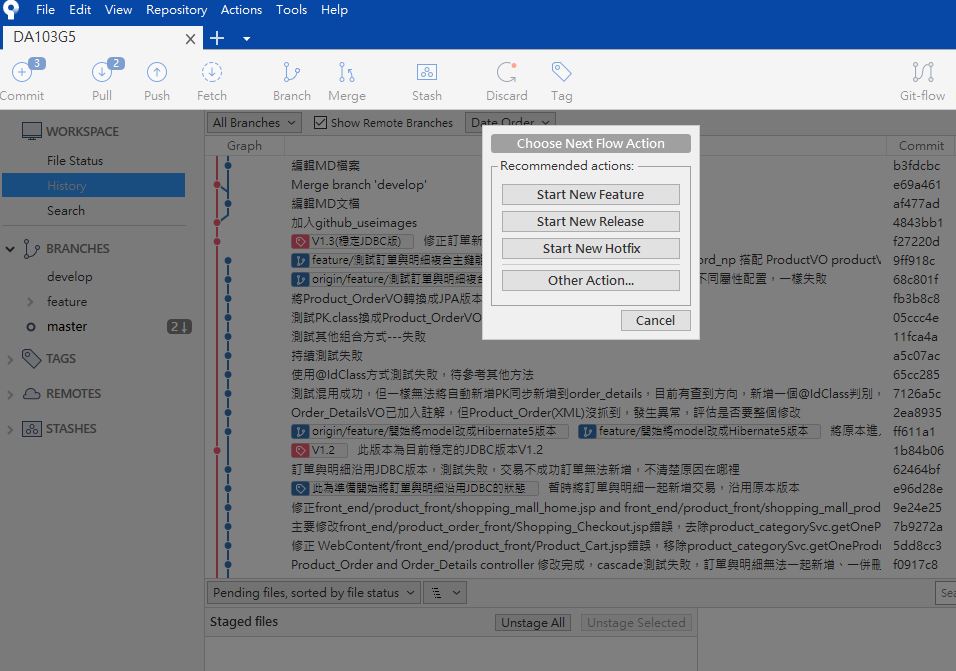 File Edit View Repository Actions Tools Help
DA103G5
3 2
Commit Pull Push Fetch Branch Merge Stash Discard Tag Git-flow
WORKSPACE
File Status
History
Search
BRANCHES
develop
feature
master 2↓
TAGS
REMOTES
STASHES
All Branches Show Remote Branches Date Order
Graph Commit
編輯MD檔案 b3fdcbc
Merge branch 'develop' e69a461
編輯MD文檔 af477ad
加入github_useimages 4843bb1
V1.3(穩定JDBC版) 修正訂單新 f27220d
feature/測試訂單與明細複合主鍵 ord_np 搭配 ProductVO productV 9ff918c
origin/feature/測試訂單與明細複合 不同屬性配置，一樣失敗 68c801f
將Product_OrderVO轉換成JPA版本 fb3b8c8
測試PK.class換成Product_OrderVO 05ccc4e
測試其他組合方式---失敗 11fca4a
持續測試失敗 a5c07ac
使用@IdClass方式測試失敗，待參考其他方法 65cc285
測試混用成功，但一樣無法將自動新增PK同步新增到order_details，目前有查到方向，新增一個@IdClass判別， 7126a5c
Order_DetailsVO已加入註解，但Product_Order(XML)沒抓到，發生異常，評估是否要整個修改 2ea8935
origin/feature/開始將model改成Hibernate5版本 feature/開始將model改成Hibernate5版本 將原本進 ff611a1
V1.2 此版本為目前穩定的JDBC版本V1.2 1b84b06
訂單與明細沿用JDBC版本，測試失敗，交易不成功訂單無法新增，不清楚原因在哪裡 62464bf
此為準備開始將訂單與明細沿用JDBC的狀態 暫時將訂單與明細一起新增交易，沿用原本版本 e96d28e
修正front_end/product_front/shopping_mall_home.jsp and front_end/product_front/shopping_mall_prod 9e24e25
主要修改front_end/product_order_front/Shopping_Checkout.jsp錯誤，去除product_categorySvc.getOneP 7b9272a
修正 WebContent/front_end/product_front/Product_Cart.jsp錯誤，移除product_categorySvc.getOneProdu 5dd8cc3
Product_Order and Order_Details controller 修改完成，cascade測試失敗，訂單與明細無法一起新增、一併刪 f0917c8
Choose Next Flow Action
Recommended actions:
Start New Feature
Start New Release
Start New Hotfix
Other Action...
Cancel
Pending files, sorted by file status Sea
Staged files Unstage All Unstage Selected